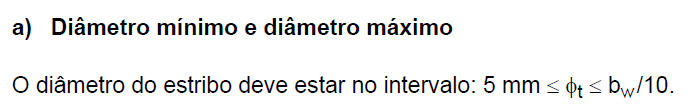 a) Diâmetro mínimo e diâmetro máximo
O diâmetro do estribo deve estar no intervalo: 5 mm ≤ ϕt ≤ bw/10.